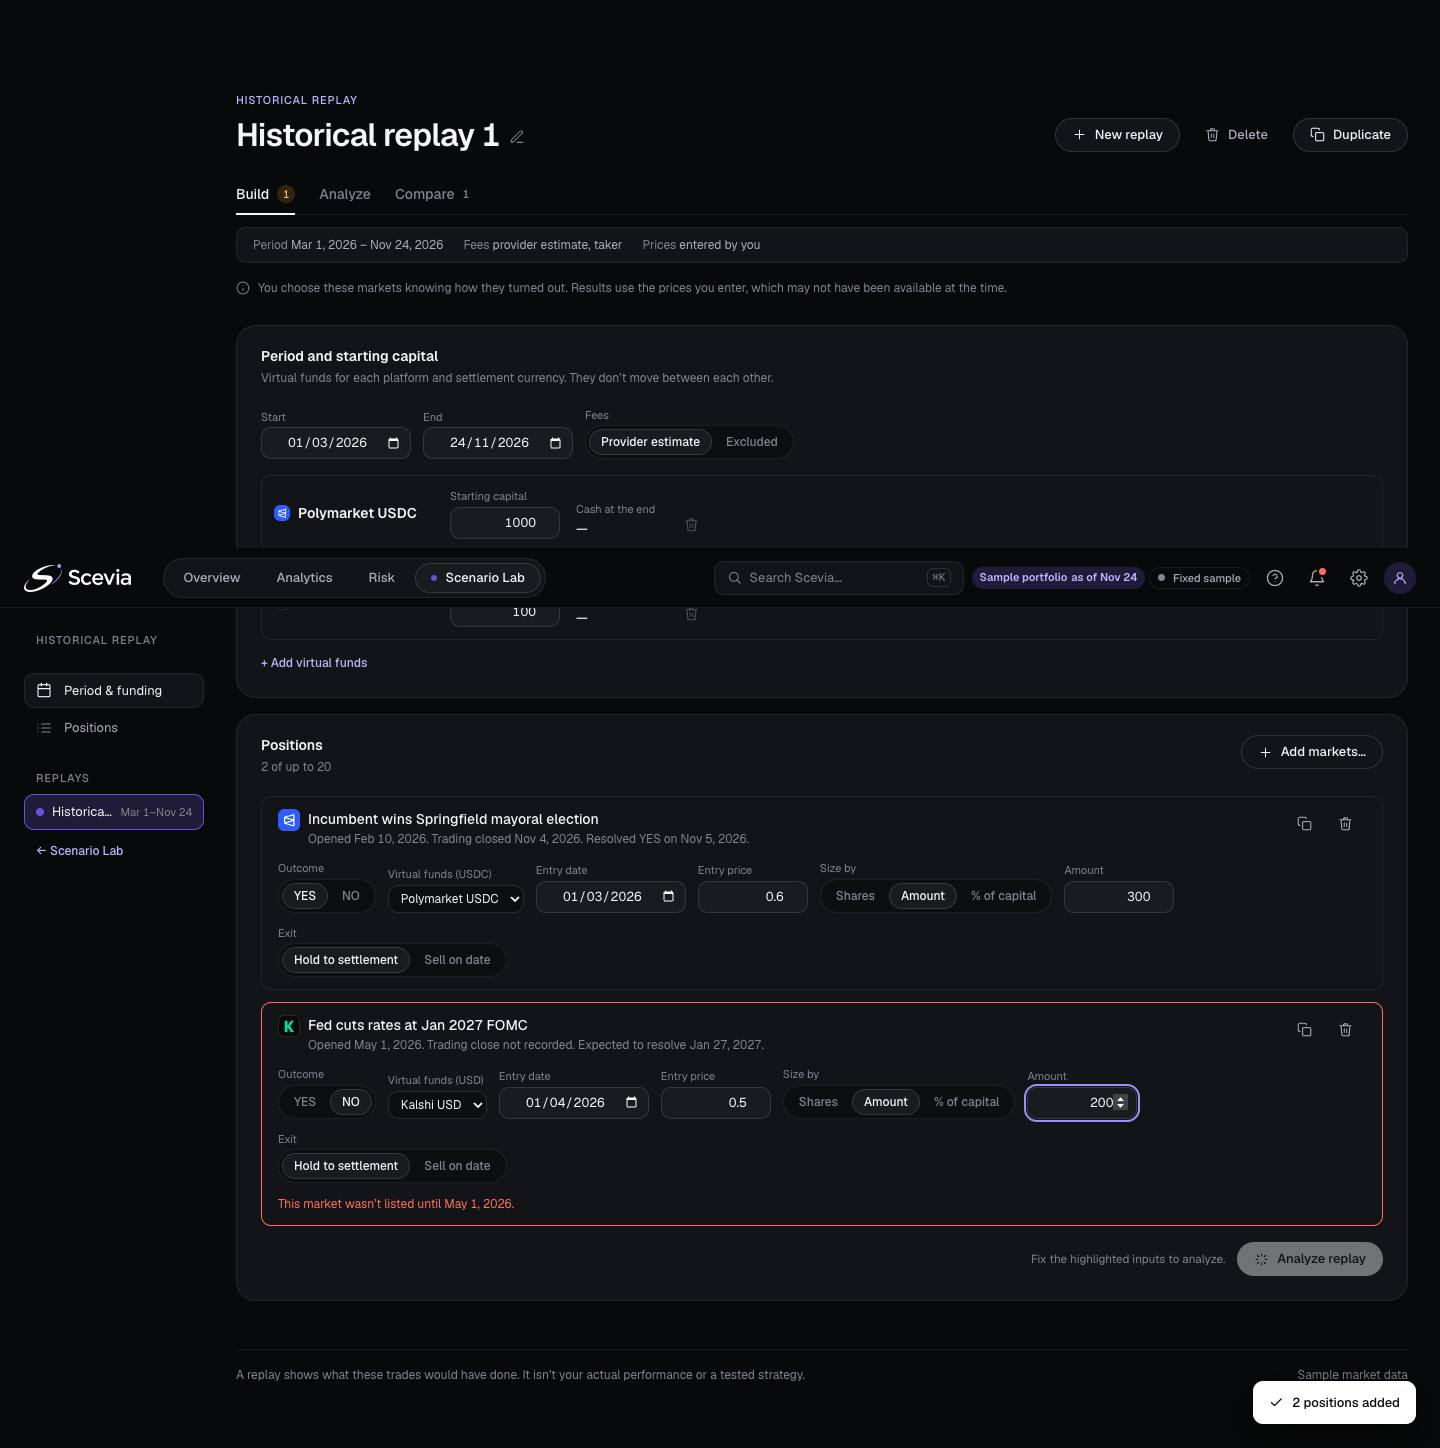 HISTORICAL REPLAY
Historical replay 1
New replay
Delete
Duplicate
Build 1
Analyze
Compare 1
Period Mar 1, 2026 – Nov 24, 2026
Fees provider estimate, taker
Prices entered by you
You choose these markets knowing how they turned out. Results use the prices you enter, which may not have been available at the time.
Period and starting capital
Virtual funds for each platform and settlement currency. They don't move between each other.
Start
End
Fees
01/03/2026
24/11/2026
Provider estimate
Excluded
Polymarket USDC
Starting capital
1000
Cash at the end
—
Scevia
Overview
Analytics
Risk
Scenario Lab
Search Scevia...
⌘K
Sample portfolio as of Nov 24
Fixed sample
100
—
+ Add virtual funds
HISTORICAL REPLAY
Period & funding
Positions
REPLAYS
Historica... Mar 1–Nov 24
← Scenario Lab
Positions
2 of up to 20
Add markets...
Incumbent wins Springfield mayoral election
Opened Feb 10, 2026. Trading closed Nov 4, 2026. Resolved YES on Nov 5, 2026.
Outcome
Virtual funds (USDC)
Entry date
Entry price
Size by
Amount
YES
NO
Polymarket USDC
01/03/2026
0.6
Shares
Amount
% of capital
300
Exit
Hold to settlement
Sell on date
K
Fed cuts rates at Jan 2027 FOMC
Opened May 1, 2026. Trading close not recorded. Expected to resolve Jan 27, 2027.
Outcome
Virtual funds (USD)
Entry date
Entry price
Size by
Amount
YES
NO
Kalshi USD
01/04/2026
0.5
Shares
Amount
% of capital
200
Exit
Hold to settlement
Sell on date
This market wasn't listed until May 1, 2026.
Fix the highlighted inputs to analyze.
Analyze replay
A replay shows what these trades would have done. It isn't your actual performance or a tested strategy.
Sample market data
2 positions added